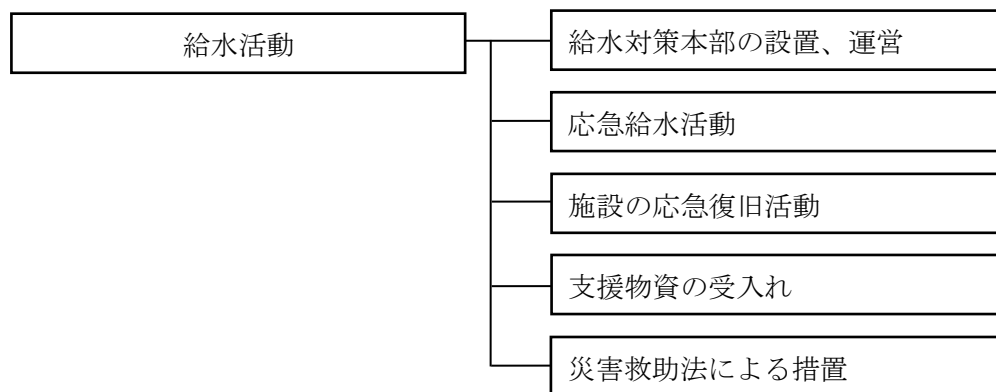 給水活動
給水対策本部の設置、運営
応急給水活動
施設の応急復旧活動
支援物資の受入れ
災害救助法による措置